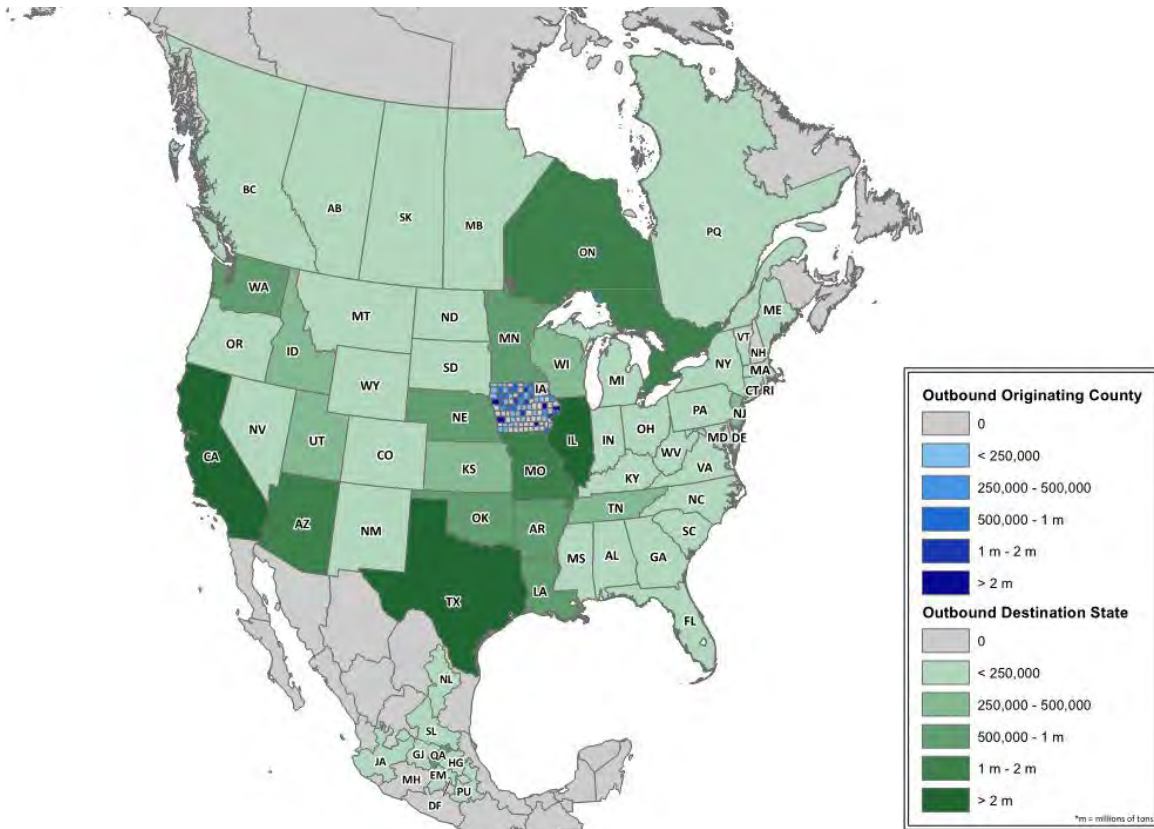 BC
AB
SK
MB
ON
PQ
WA
MT
ND
MN
ME
OR
ID
SD
WI
VT
NH
NY
MA
WY
MI
CT RI
IA
PA
NJ
NE
NV
UT
CO
IL
IN
OH
MD DE
CA
KS
MO
WV
VA
KY
NC
AZ
NM
OK
AR
TN
SC
MS
AL
GA
TX
LA
FL
NL
SL
JA
GJ
QA
HG
MH
EM
PU
DF
Outbound Originating County
0
< 250,000
250,000 - 500,000
500,000 - 1 m
1 m - 2 m
> 2 m
Outbound Destination State
0
< 250,000
250,000 - 500,000
500,000 - 1 m
1 m - 2 m
> 2 m
*m = millions of tons